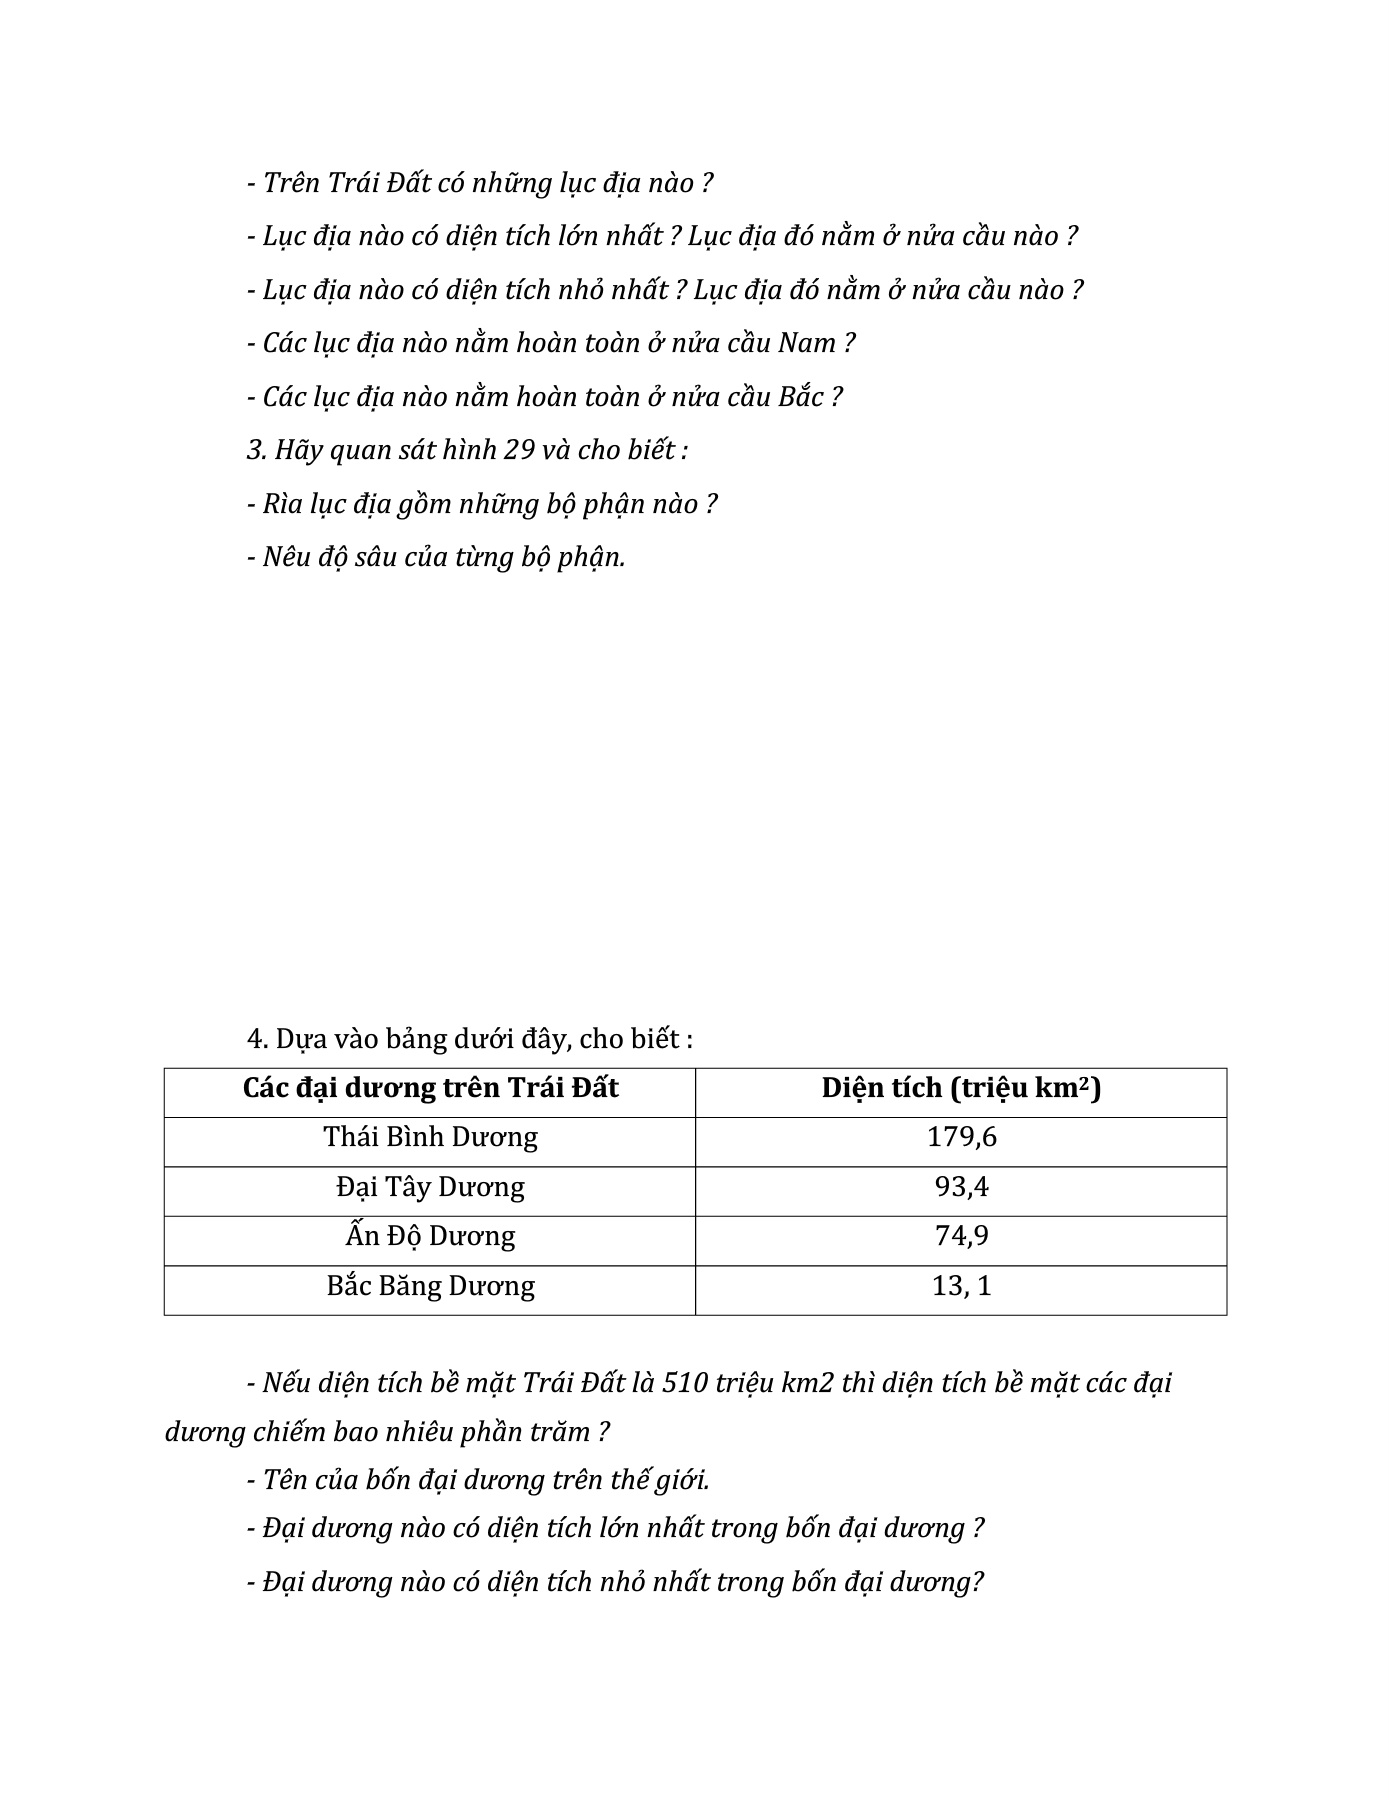 - Trên Trái Đất có những lục địa nào ?
- Lục địa nào có diện tích lớn nhất ? Lục địa đó nằm ở nửa cầu nào ?
- Lục địa nào có diện tích nhỏ nhất ? Lục địa đó nằm ở nửa cầu nào ?
- Các lục địa nào nằm hoàn toàn ở nửa cầu Nam ?
- Các lục địa nào nằm hoàn toàn ở nửa cầu Bắc ?
3. Hãy quan sát hình 29 và cho biết :
- Rìa lục địa gồm những bộ phận nào ?
- Nêu độ sâu của từng bộ phận.
4. Dựa vào bảng dưới đây, cho biết :
Các đại dương trên Trái Đất Diện tích (triệu km²)
Thái Bình Dương 179,6
Đại Tây Dương 93,4
Ấn Độ Dương 74,9
Bắc Băng Dương 13, 1
- Nếu diện tích bề mặt Trái Đất là 510 triệu km2 thì diện tích bề mặt các đại
dương chiếm bao nhiêu phần trăm ?
- Tên của bốn đại dương trên thế giới.
- Đại dương nào có diện tích lớn nhất trong bốn đại dương ?
- Đại dương nào có diện tích nhỏ nhất trong bốn đại dương?